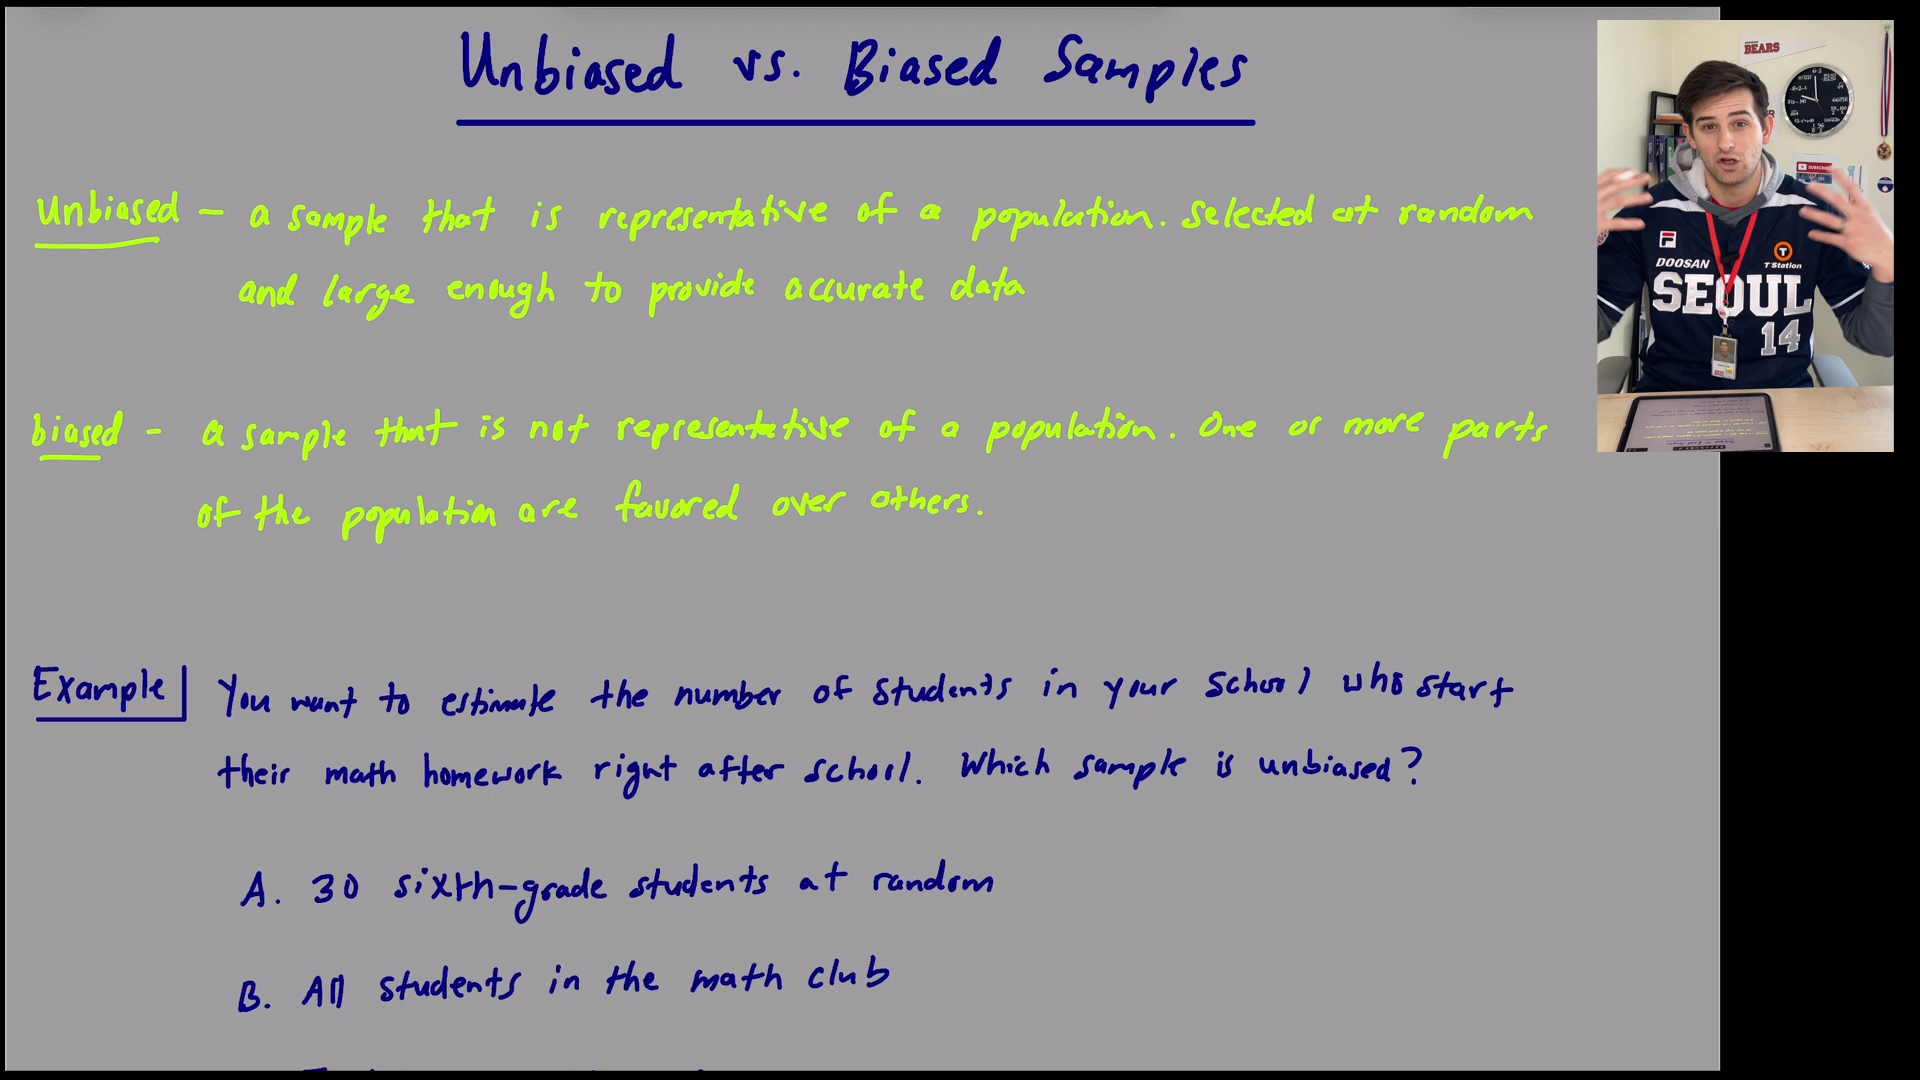 Unbiased vs. Biased Samples
Unbiased - a sample that is representative of a population. Selected at random
and large enough to provide accurate data
biased - a sample that is not representative of a population. One or more parts
of the population are favored over others.
Example You want to estimate the number of students in your school who start
their math homework right after school. Which sample is unbiased?
A. 30 sixth-grade students at random
B. All students in the math club
BEARS
DOOSAN
T'Station
SEOUL
14